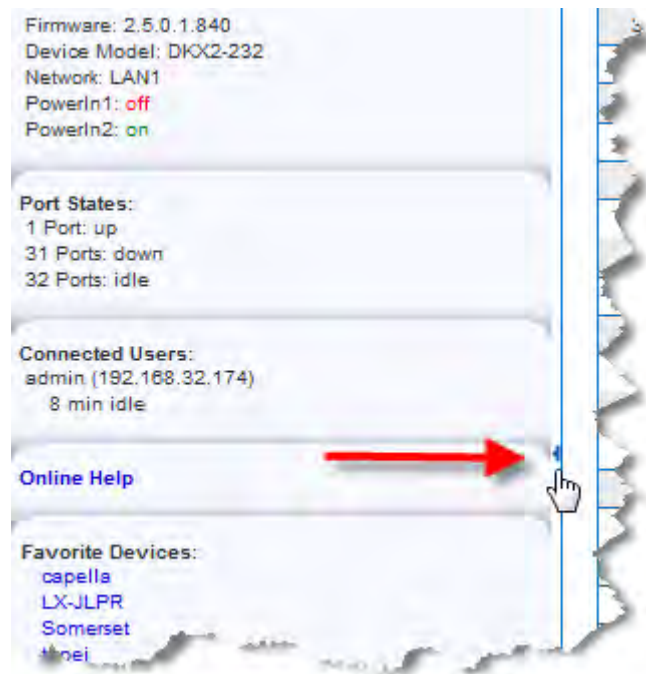 Firmware: 2.5.0.1.840
Device Model: DKX2-232
Network: LAN1
PowerIn1: off
PowerIn2: on
Port States:
1 Port: up
31 Ports: down
32 Ports: idle
Connected Users:
admin (192.168.32.174)
8 min idle
Online Help
Favorite Devices:
capella
LX-JLPR
Somerset